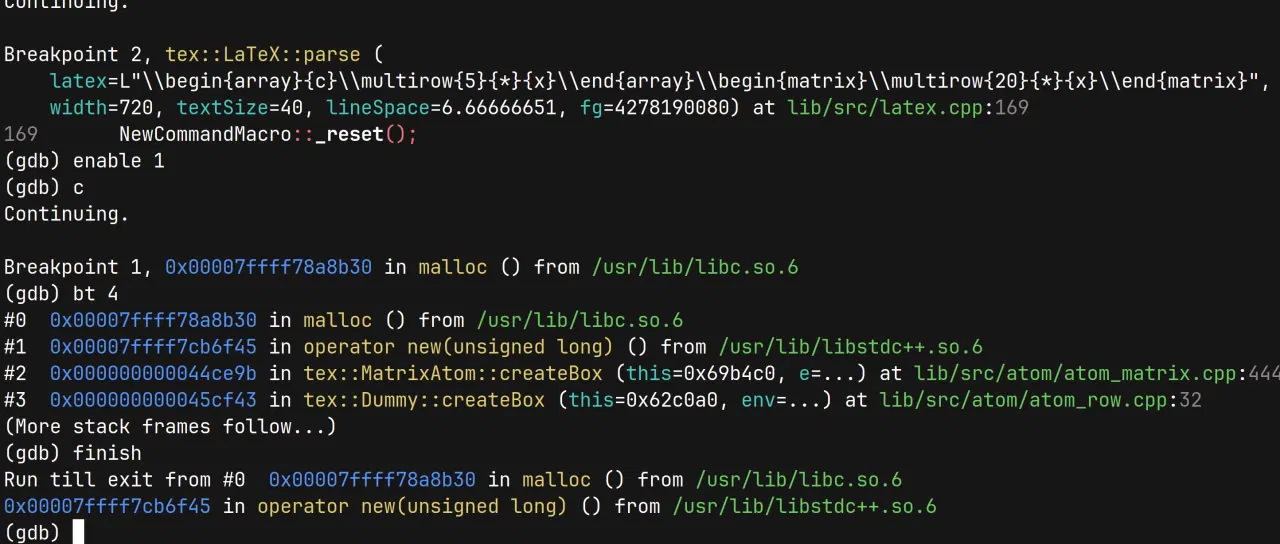 Continuing.
Breakpoint 2, tex::LaTeX::parse (
    latex=L"\\begin{array}{c}\\multirow{5}{*}{x}\\end{array}\\begin{matrix}\\multirow{20}{*}{x}\\end{matrix}",
    width=720, textSize=40, lineSpace=6.66666651, fg=4278190080) at lib/src/latex.cpp:169
169       NewCommandMacro::_reset();
(gdb) enable 1
(gdb) c
Continuing.
Breakpoint 1, 0x00007ffff78a8b30 in malloc () from /usr/lib/libc.so.6
(gdb) bt 4
#0  0x00007ffff78a8b30 in malloc () from /usr/lib/libc.so.6
#1  0x00007ffff7cb6f45 in operator new(unsigned long) () from /usr/lib/libstdc++.so.6
#2  0x000000000044ce9b in tex::MatrixAtom::createBox (this=0x69b4c0, e=...) at lib/src/atom/atom_matrix.cpp:444
#3  0x000000000045cf43 in tex::Dummy::createBox (this=0x62c0a0, env=...) at lib/src/atom/atom_row.cpp:32
(More stack frames follow...)
(gdb) finish
Run till exit from #0  0x00007ffff78a8b30 in malloc () from /usr/lib/libc.so.6
0x00007ffff7cb6f45 in operator new(unsigned long) () from /usr/lib/libstdc++.so.6
(gdb)